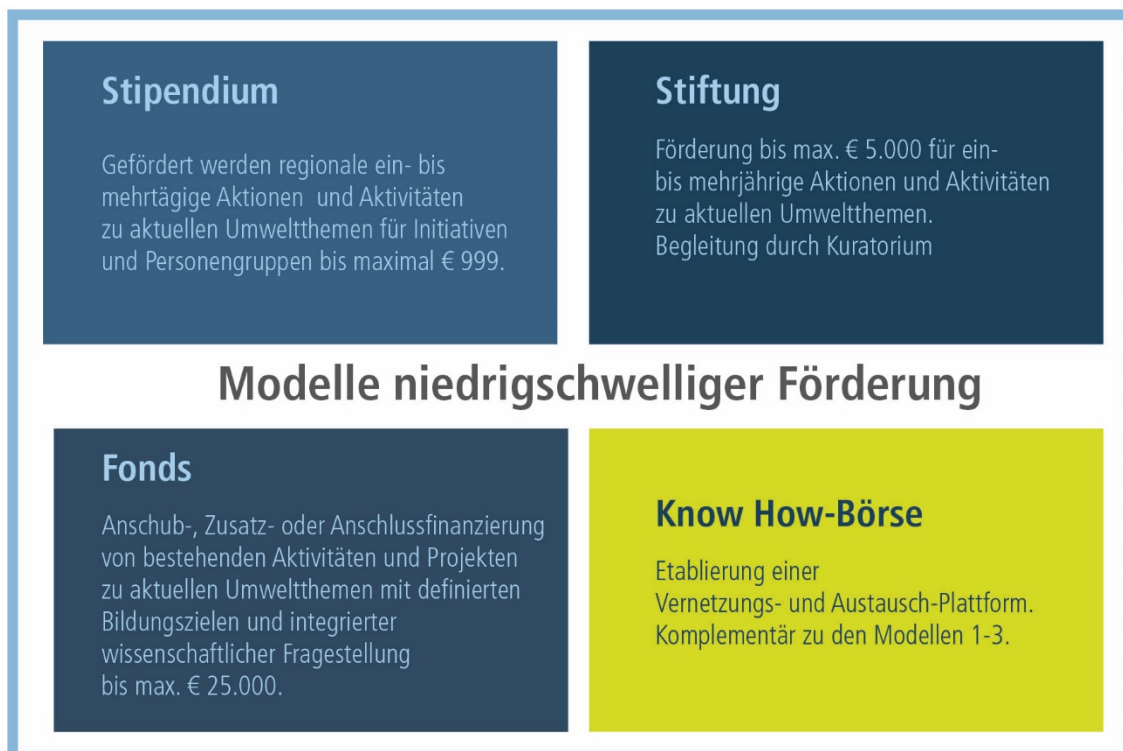 Stipendium
Gefördert werden regionale ein- bis
mehrtägige Aktionen und Aktivitäten
zu aktuellen Umweltthemen für Initiativen
und Personengruppen bis maximal € 999.
Stiftung
Förderung bis max. € 5.000 für ein-
bis mehrjährige Aktionen und Aktivitäten
zu aktuellen Umweltthemen.
Begleitung durch Kuratorium
Modelle niedrigschwelliger Förderung
Fonds
Anschub-, Zusatz- oder Anschlussfinanzierung
von bestehenden Aktivitäten und Projekten
zu aktuellen Umweltthemen mit definierten
Bildungszielen und integrierter
wissenschaftlicher Fragestellung
bis max. € 25.000.
Know How-Börse
Etablierung einer
Vernetzungs- und Austausch-Plattform.
Komplementär zu den Modellen 1-3.